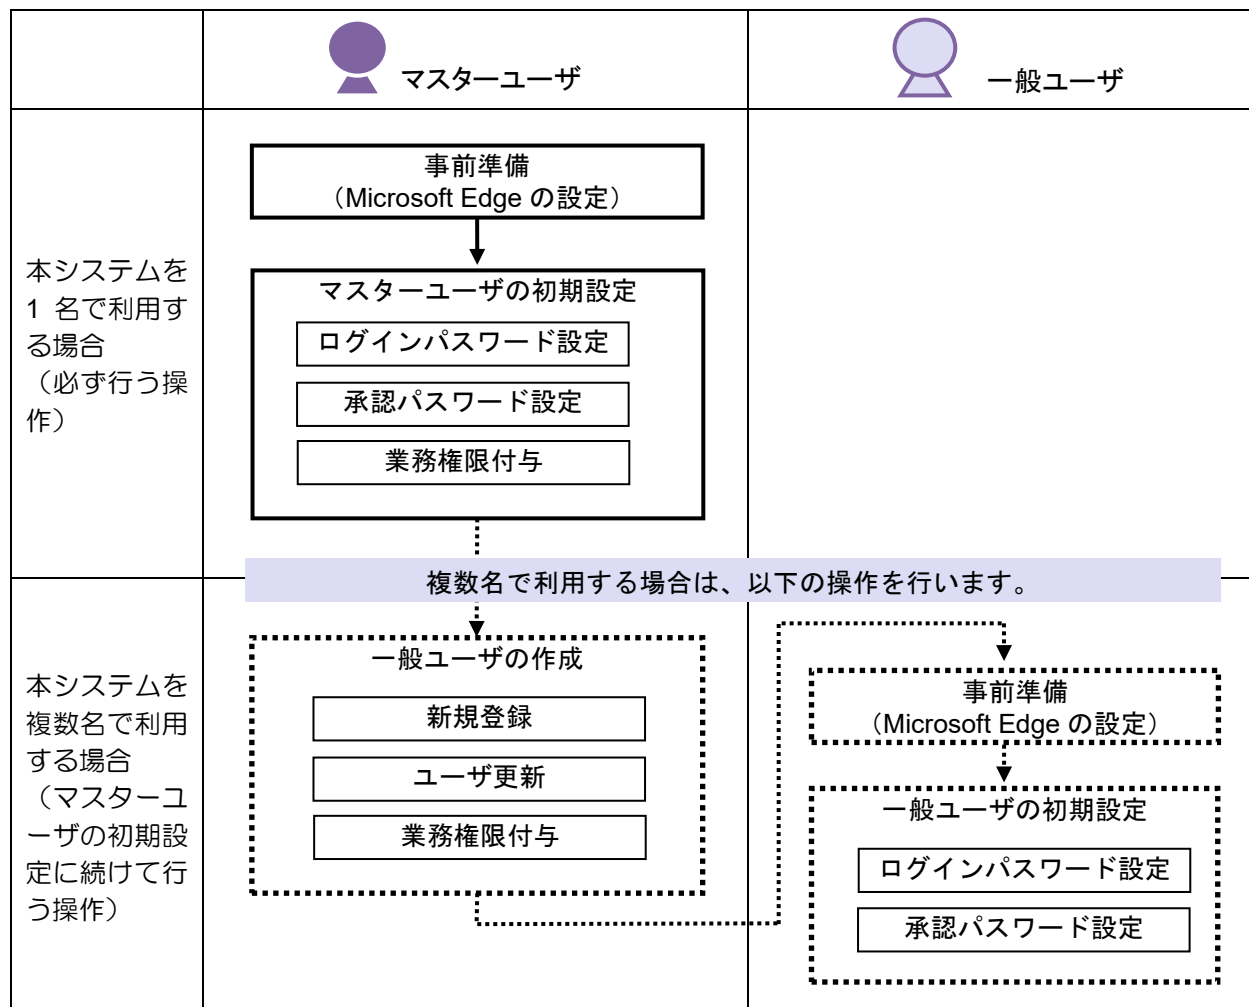 マスターユーザ
一般ユーザ
本システムを
1 名で利用す
る場合
（必ず行う操
作）
事前準備
（Microsoft Edge の設定）
マスターユーザの初期設定
ログインパスワード設定
承認パスワード設定
業務権限付与
複数名で利用する場合は、以下の操作を行います。
本システムを
複数名で利用
する場合
（マスターユ
ーザの初期設
定に続けて行
う操作）
一般ユーザの作成
新規登録
ユーザ更新
業務権限付与
事前準備
（Microsoft Edge の設定）
一般ユーザの初期設定
ログインパスワード設定
承認パスワード設定